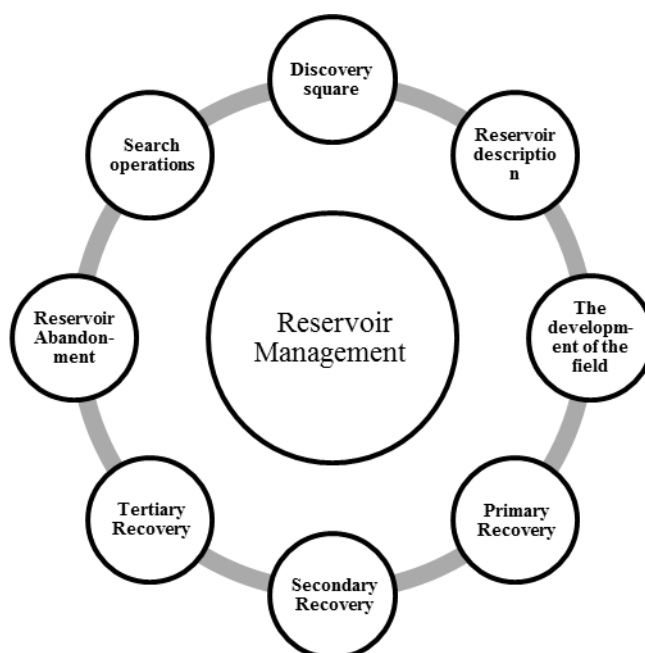 Discovery
square
Reservoir
descriptio
n
The
developm-
ent of the
field
Primary
Recovery
Secondary
Recovery
Tertiary
Recovery
Reservoir
Abandon-
ment
Search
operations
Reservoir
Management